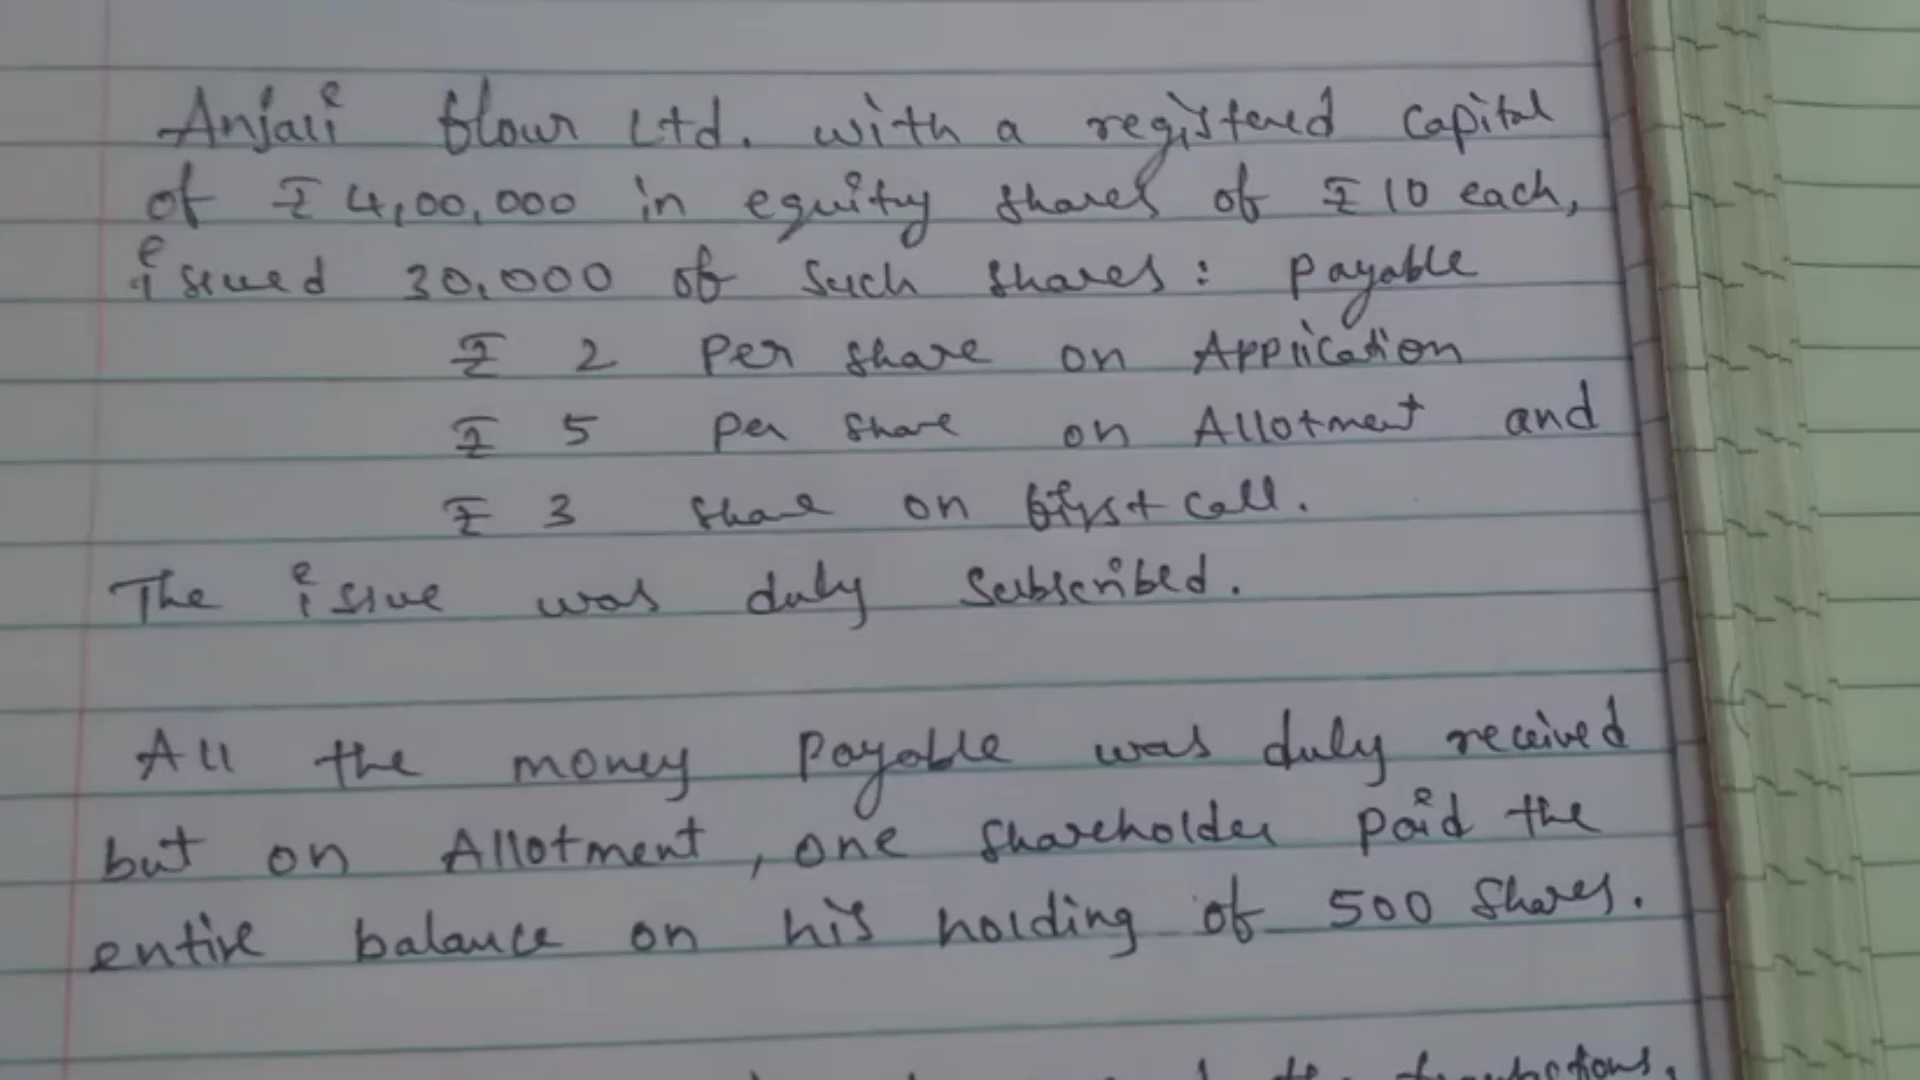 Anjali flour Ltd. with a registered capital
of ₹ 4,00,000 in equity shares of ₹ 10 each,
issued 30,000 of such shares: payable
₹ 2 per share on Application
₹ 5 per share on Allotment and
₹ 3 share on first call.
The issue was duly subscribed.
All the money payable was duly received
but on Allotment, one shareholder paid the
entire balance on his holding of 500 shares.